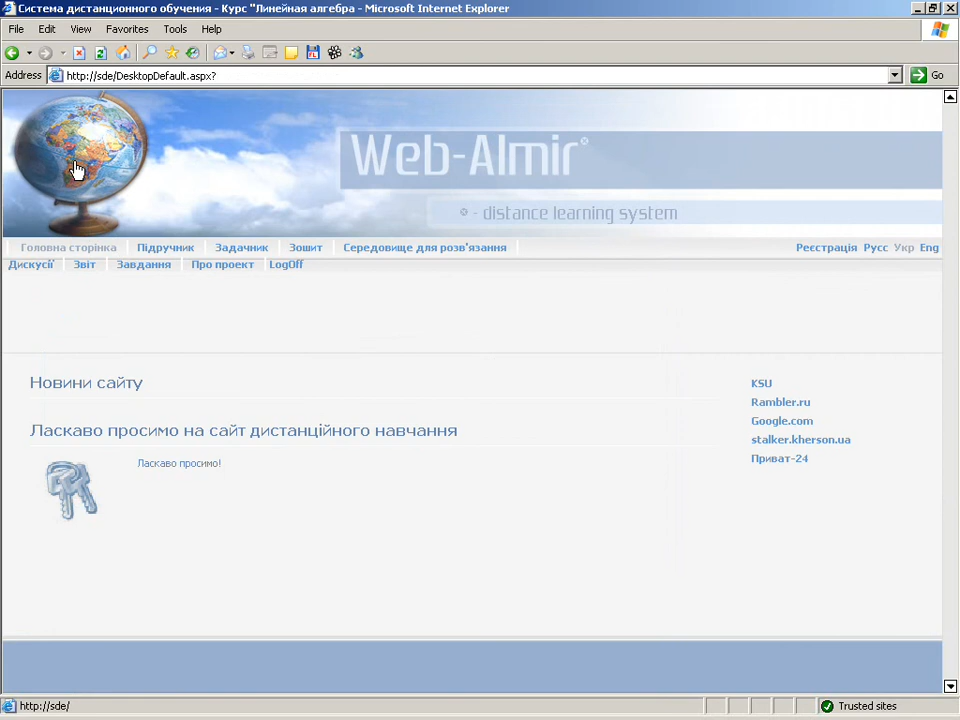 Система дистанционного обучения - Курс "Линейная алгебра - Microsoft Internet Explorer
File Edit View Favorites Tools Help
Address http://sde/DesktopDefault.aspx? Go
Web-Almir
- distance learning system
Головна сторінка Підручник Задачник Зошит Середовище для розв'язання Реєстрація Русс Укр Eng
Дискусії Звіт Завдання Про проект LogOff
Новини сайту
Ласкаво просимо на сайт дистанційного навчання
Ласкаво просимо!
KSU
Rambler.ru
Google.com
stalker.kherson.ua
Приват-24
http://sde/ Trusted sites